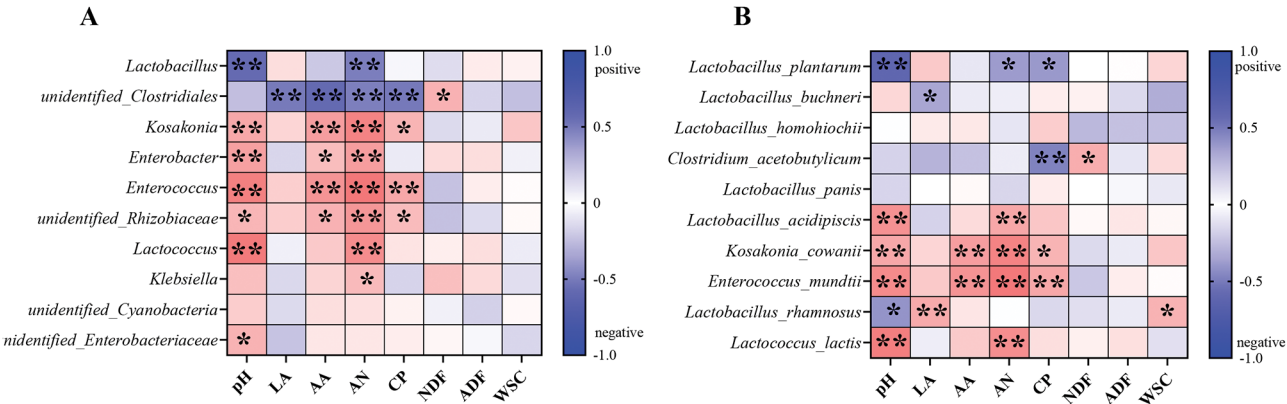 A
Lactobacillus
unidentified_Clostridiales
Kosakonia
Enterobacter
Enterococcus
unidentified_Rhizobiaceae
Lactococcus
Klebsiella
unidentified_Cyanobacteria
nidentified_Enterobacteriaceae
pH LA AA AN CP NDF ADF WSC
1.0
positive
0.5
0
-0.5
negative
-1.0
B
Lactobacillus_plantarum
Lactobacillus_buchneri
Lactobacillus_homohiochii
Clostridium_acetobutylicum
Lactobacillus_panis
Lactobacillus_acidipiscis
Kosakonia_cowanii
Enterococcus_mundtii
Lactobacillus_rhamnosus
Lactococcus_lactis
pH LA AA AN CP NDF ADF WSC
1.0
positive
0.5
0
-0.5
negative
-1.0